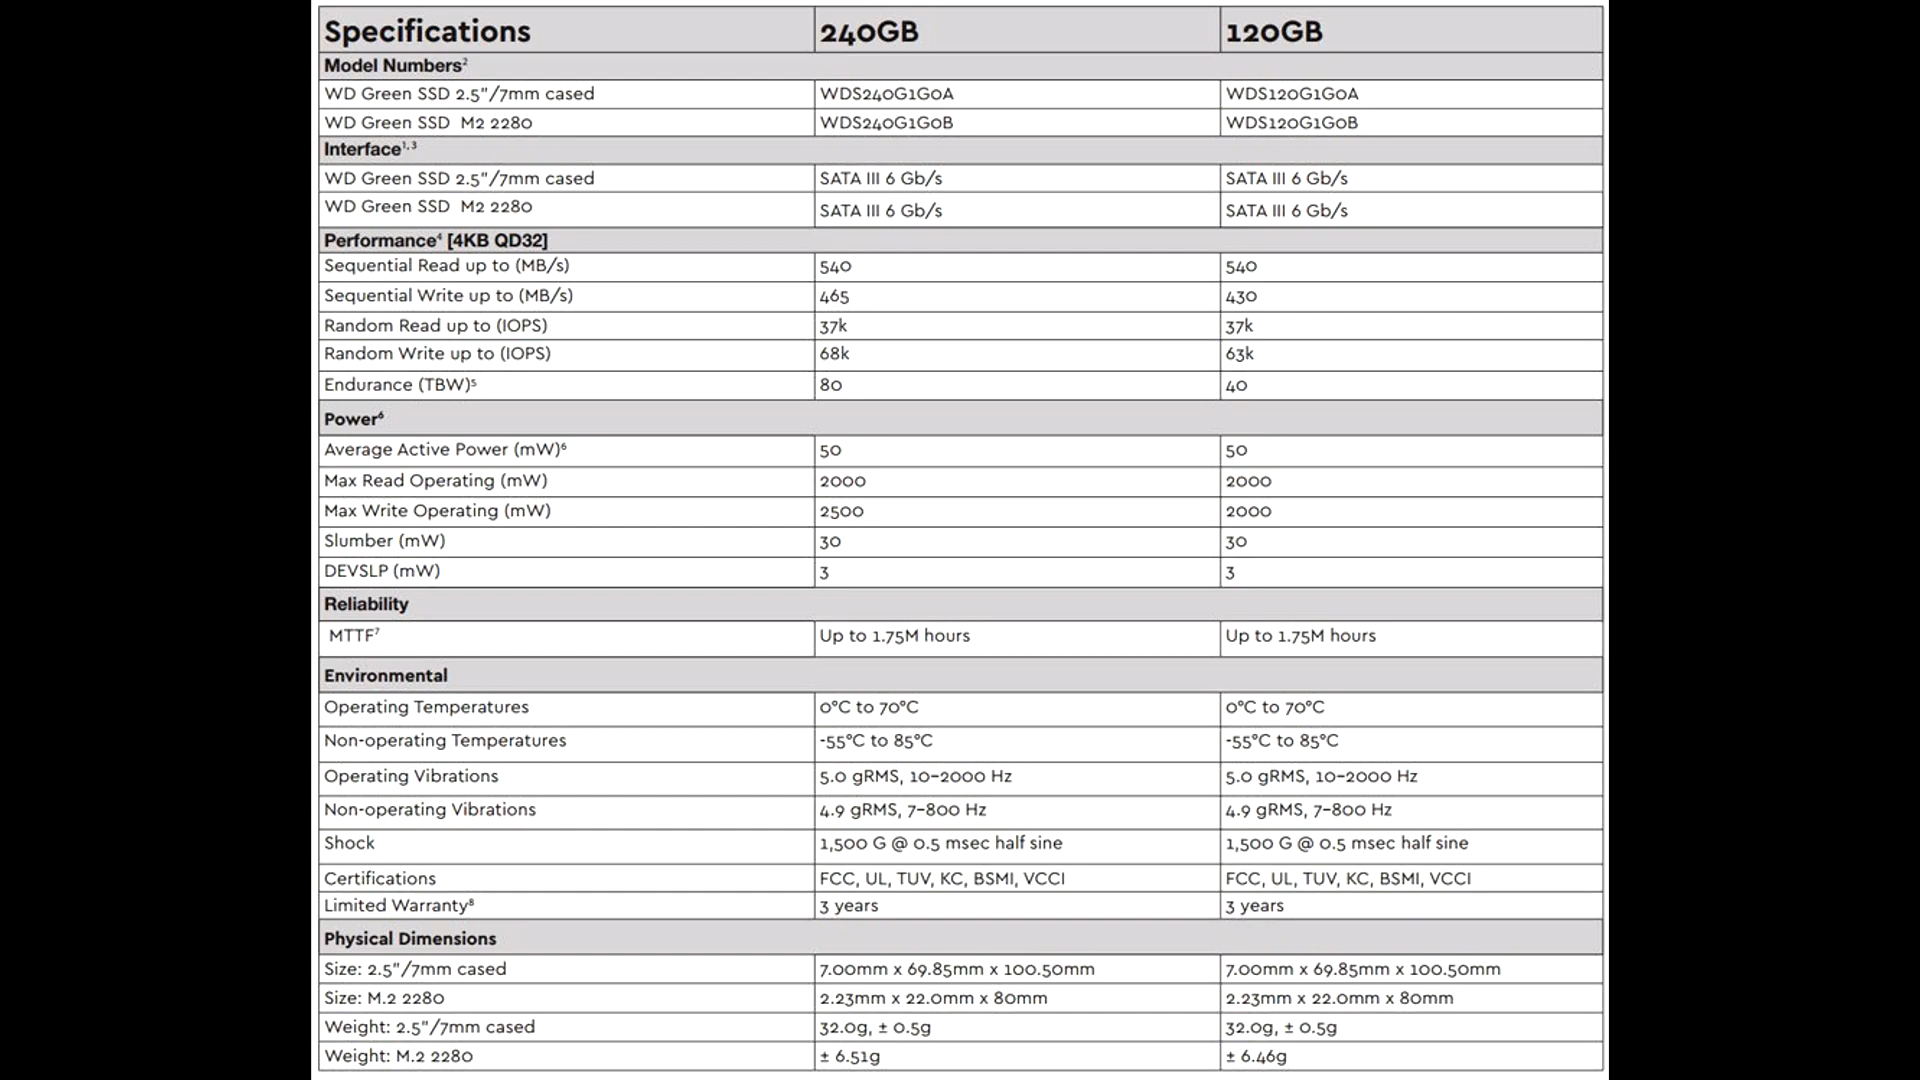 Specifications 240GB 120GB
Model Numbers²
WD Green SSD 2.5"/7mm cased WDS240G1G0A WDS120G1G0A
WD Green SSD M2 2280 WDS240G1G0B WDS120G1G0B
Interface¹,³
WD Green SSD 2.5"/7mm cased SATA III 6 Gb/s SATA III 6 Gb/s
WD Green SSD M2 2280 SATA III 6 Gb/s SATA III 6 Gb/s
Performance⁴ [4KB QD32]
Sequential Read up to (MB/s) 540 540
Sequential Write up to (MB/s) 465 430
Random Read up to (IOPS) 37k 37k
Random Write up to (IOPS) 68k 63k
Endurance (TBW)⁵ 80 40
Power⁶
Average Active Power (mW)⁶ 50 50
Max Read Operating (mW) 2000 2000
Max Write Operating (mW) 2500 2000
Slumber (mW) 30 30
DEVSLP (mW) 3 3
Reliability
MTTF⁷ Up to 1.75M hours Up to 1.75M hours
Environmental
Operating Temperatures 0°C to 70°C 0°C to 70°C
Non-operating Temperatures -55°C to 85°C -55°C to 85°C
Operating Vibrations 5.0 gRMS, 10–2000 Hz 5.0 gRMS, 10–2000 Hz
Non-operating Vibrations 4.9 gRMS, 7–800 Hz 4.9 gRMS, 7–800 Hz
Shock 1,500 G @ 0.5 msec half sine 1,500 G @ 0.5 msec half sine
Certifications FCC, UL, TUV, KC, BSMI, VCCI FCC, UL, TUV, KC, BSMI, VCCI
Limited Warranty⁸ 3 years 3 years
Physical Dimensions
Size: 2.5"/7mm cased 7.00mm x 69.85mm x 100.50mm 7.00mm x 69.85mm x 100.50mm
Size: M.2 2280 2.23mm x 22.0mm x 80mm 2.23mm x 22.0mm x 80mm
Weight: 2.5"/7mm cased 32.0g, ± 0.5g 32.0g, ± 0.5g
Weight: M.2 2280 ± 6.51g ± 6.46g